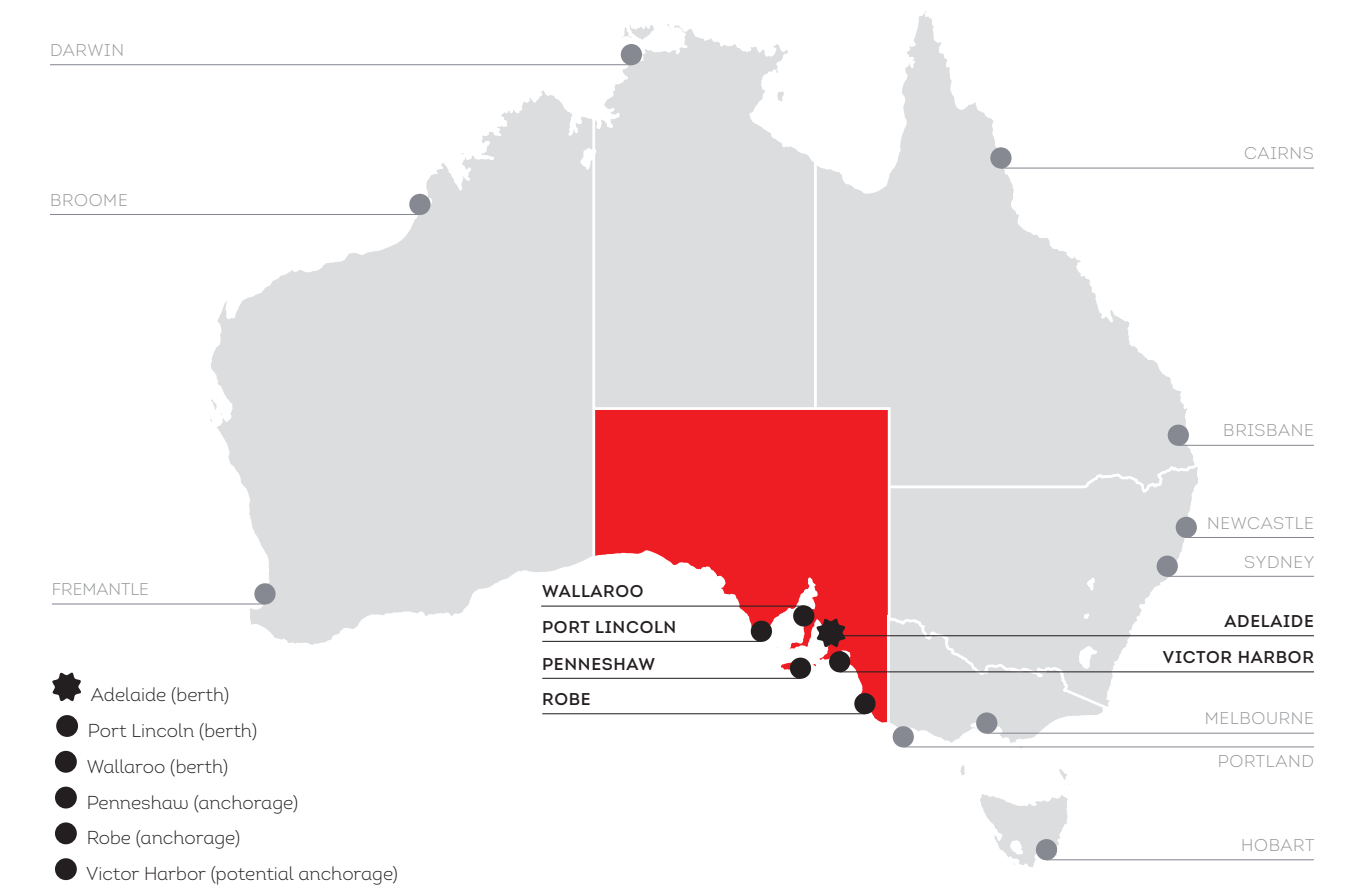 DARWIN
CAIRNS
BROOME
BRISBANE
NEWCASTLE
SYDNEY
FREMANTLE
WALLAROO
PORT LINCOLN
PENNESHAW
ROBE
ADELAIDE
VICTOR HARBOR
MELBOURNE
PORTLAND
HOBART
Adelaide (berth)
Port Lincoln (berth)
Wallaroo (berth)
Penneshaw (anchorage)
Robe (anchorage)
Victor Harbor (potential anchorage)